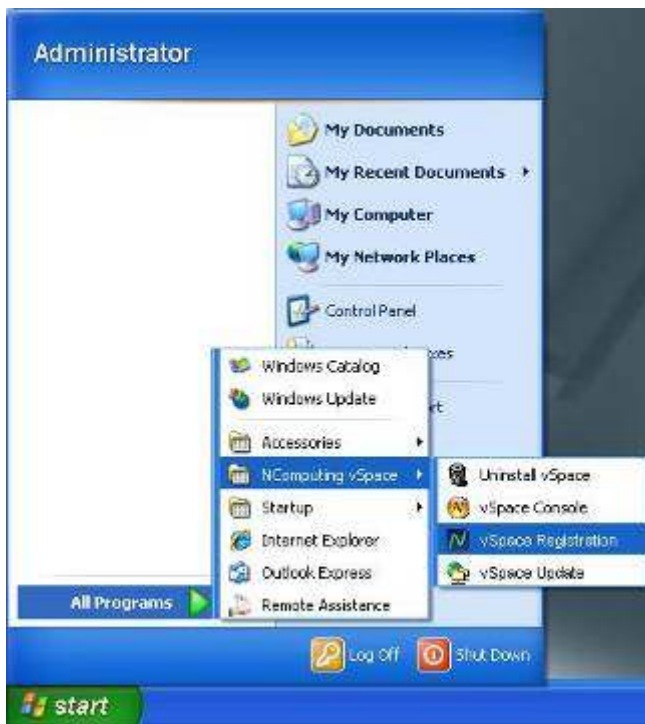 Administrator
My Documents
My Recent Documents
My Computer
My Network Places
Control Panel
Windows Catalog
Windows Update
Accessories
NComputing vSpace
Startup
Internet Explorer
Outlook Express
Remote Assistance
Uninstall vSpace
vSpace Console
vSpace Registration
vSpace Update
All Programs
Log Off
Shut Down
start